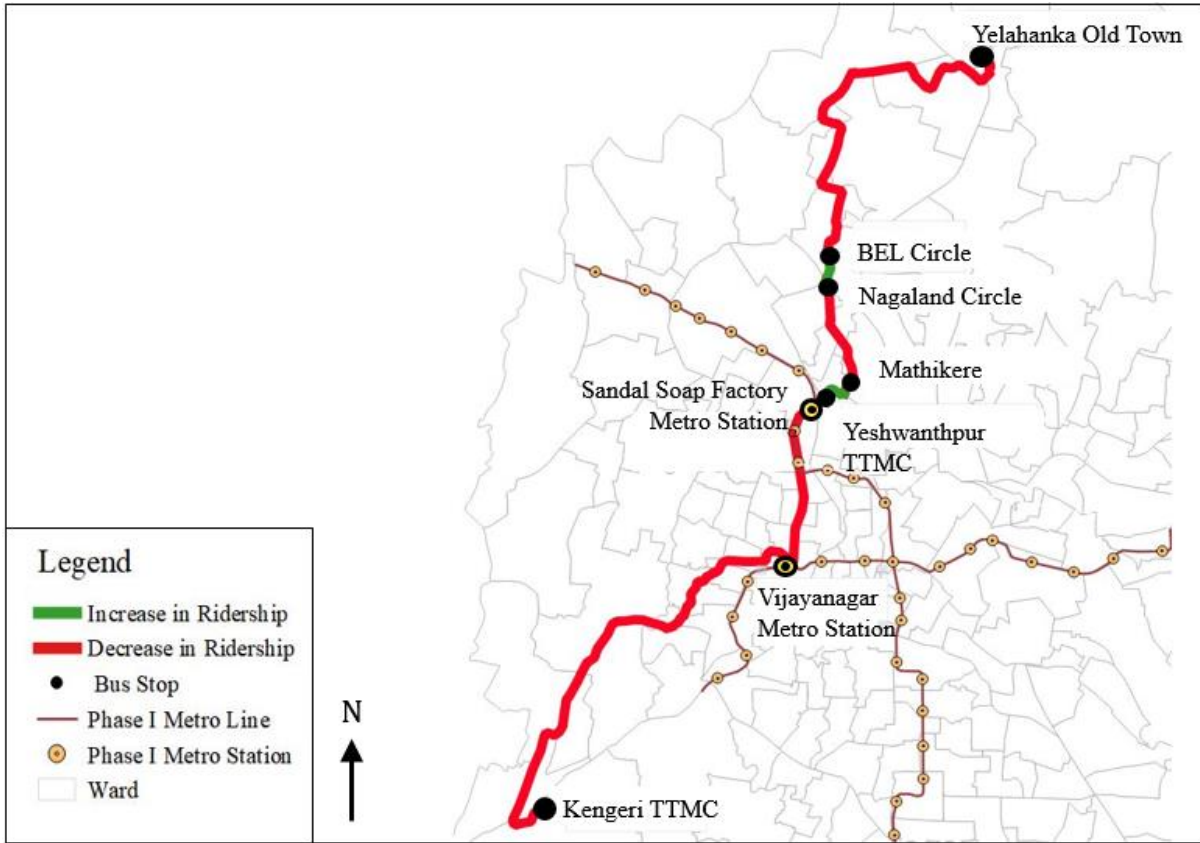 Yelahanka Old Town
BEL Circle
Nagaland Circle
Mathikere
Sandal Soap Factory
Metro Station
Yeshwanthpur
TTMC
Vijayanagar
Metro Station
Kengeri TTMC
N
Legend
Increase in Ridership
Decrease in Ridership
Bus Stop
Phase I Metro Line
Phase I Metro Station
Ward